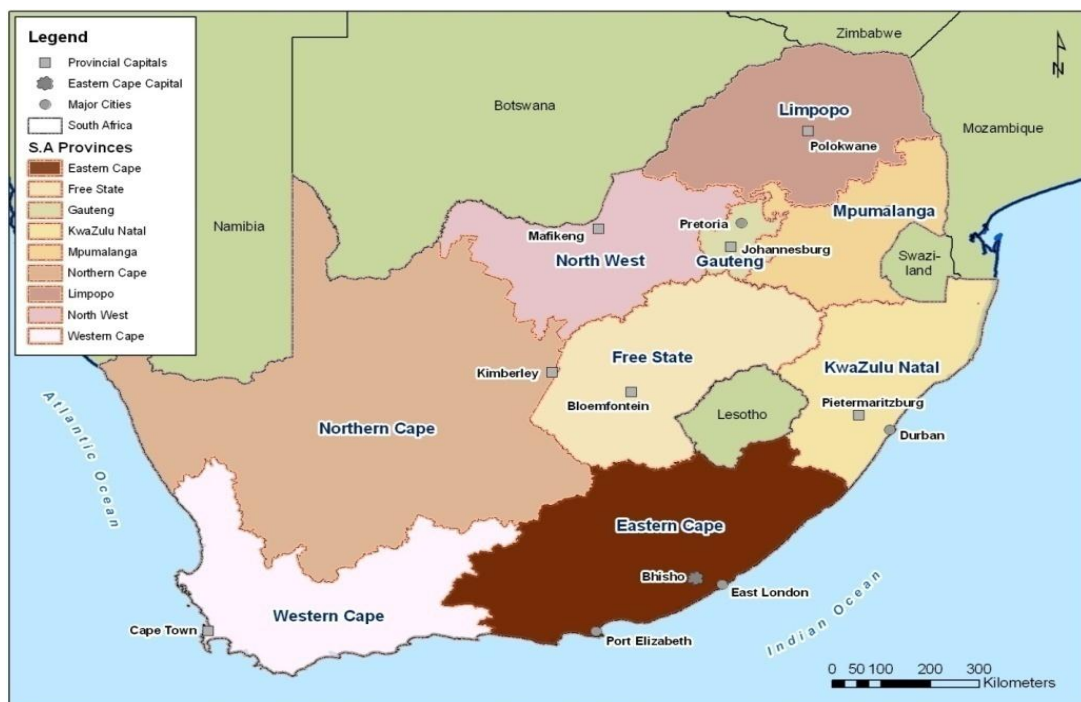 Legend
Provincial Capitals
Eastern Cape Capital
Major Cities
South Africa
S.A Provinces
Eastern Cape
Free State
Gauteng
KwaZulu Natal
Mpumalanga
Northern Cape
Limpopo
North West
Western Cape
Zimbabwe
N
Botswana
Limpopo
Polokwane
Mozambique
Namibia
Mafikeng
North West
Pretoria
Johannesburg
Gauteng
Mpumalanga
Swazi-
land
Kimberley
Free State
Bloemfontein
Lesotho
KwaZulu Natal
Pietermaritzburg
Durban
Atlantic Ocean
Northern Cape
Eastern Cape
Bhisho
East London
Western Cape
Cape Town
Port Elizabeth
Indian Ocean
0 50 100 200 300
Kilometers